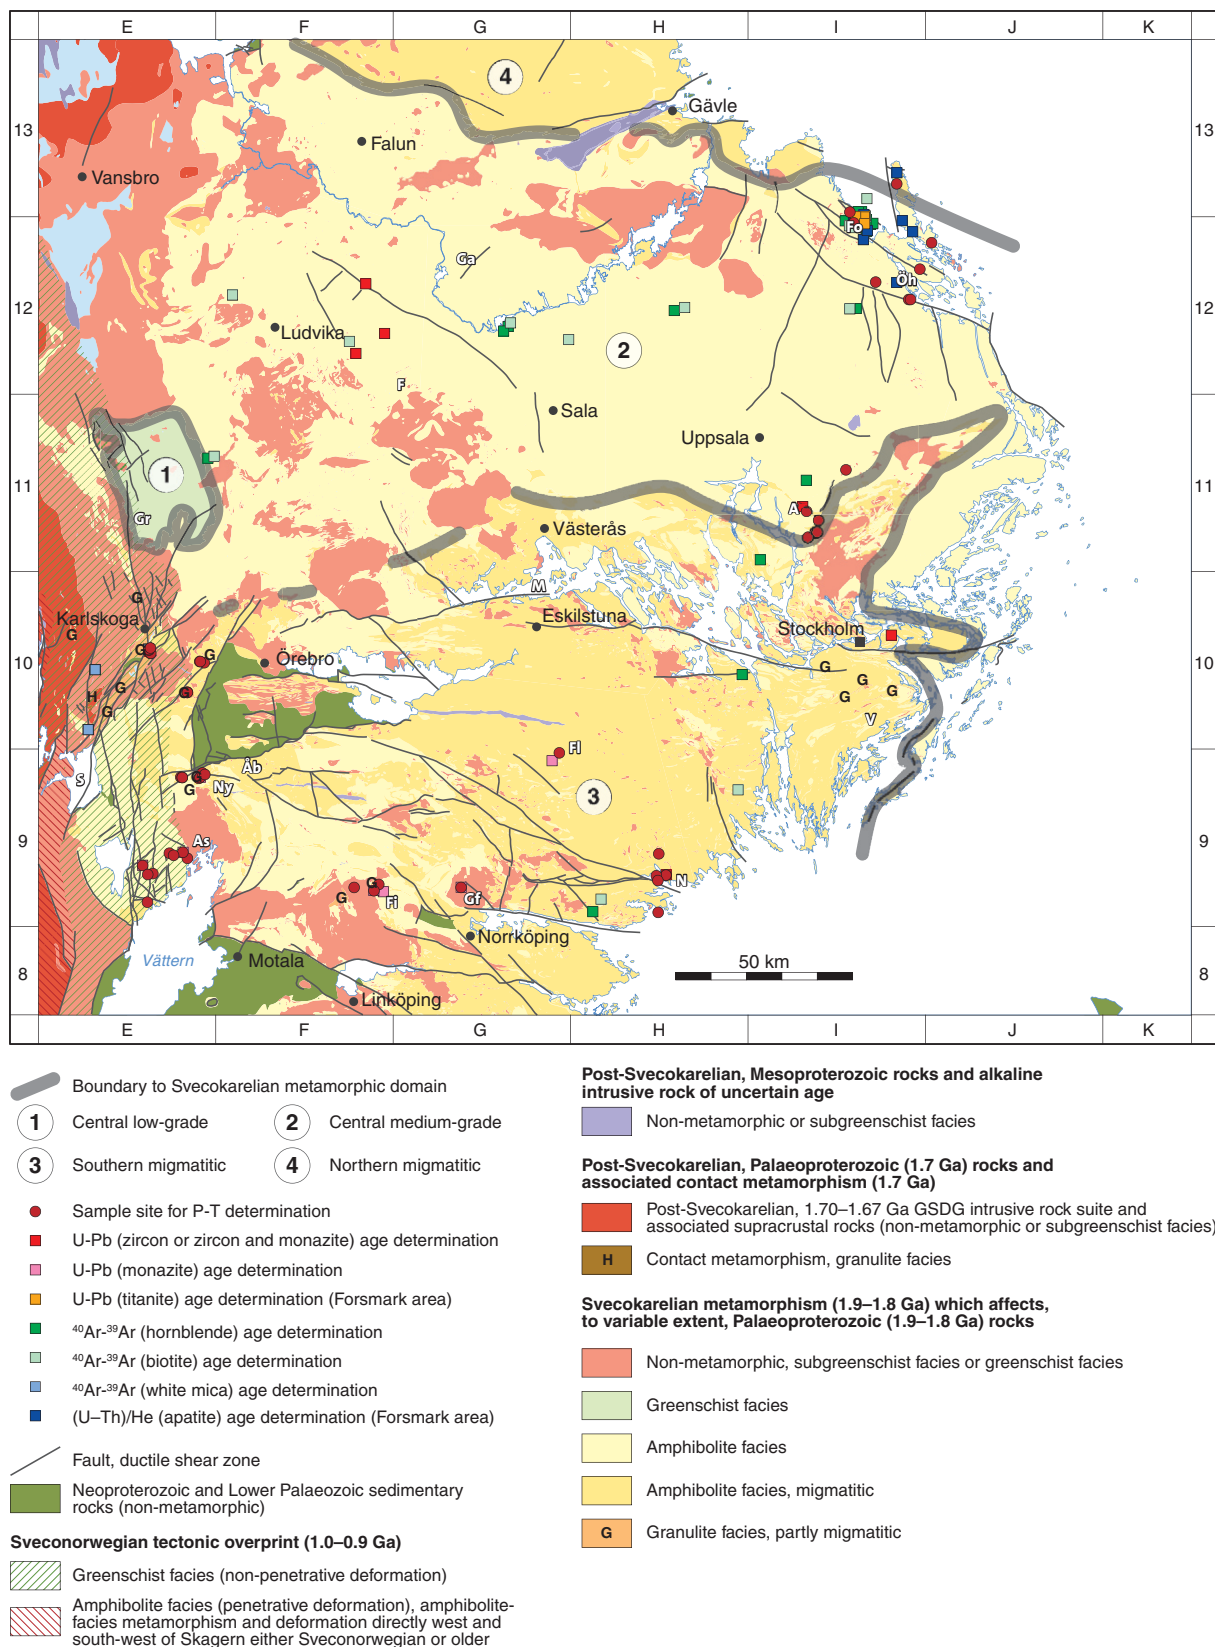 E F G H I J K
13 13
4
Gävle
Falun
Vansbro
Fo
Ga
Öh
12 12
Ludvika
2
F
Sala
Uppsala
1
11 11
A
Gr
Västerås
M
Karlskoga
Eskilstuna
G
G
Stockholm
G
G
10 10
Örebro
G
G
G
G
H
G
G
G
G
V
Fl
S
Åb
G
Ny
G
3
9 9
As
G
G
Fi
Gf
N
Norrköping
Vättern
Motala
50 km
8 8
Linköping
E F G H I J K
Boundary to Svecokarelian metamorphic domain
1 Central low-grade 2 Central medium-grade
3 Southern migmatitic 4 Northern migmatitic
Sample site for P-T determination
U-Pb (zircon or zircon and monazite) age determination
U-Pb (monazite) age determination
U-Pb (titanite) age determination (Forsmark area)
⁴⁰Ar-³⁹Ar (hornblende) age determination
⁴⁰Ar-³⁹Ar (biotite) age determination
⁴⁰Ar-³⁹Ar (white mica) age determination
(U–Th)/He (apatite) age determination (Forsmark area)
Fault, ductile shear zone
Neoproterozoic and Lower Palaeozoic sedimentary
rocks (non-metamorphic)
Sveconorwegian tectonic overprint (1.0–0.9 Ga)
Greenschist facies (non-penetrative deformation)
Amphibolite facies (penetrative deformation), amphibolite-
facies metamorphism and deformation directly west and
south-west of Skagern either Sveconorwegian or older
Post-Svecokarelian, Mesoproterozoic rocks and alkaline
intrusive rock of uncertain age
Non-metamorphic or subgreenschist facies
Post-Svecokarelian, Palaeoproterozoic (1.7 Ga) rocks and
associated contact metamorphism (1.7 Ga)
Post-Svecokarelian, 1.70–1.67 Ga GSDG intrusive rock suite and
associated supracrustal rocks (non-metamorphic or subgreenschist facies)
H Contact metamorphism, granulite facies
Svecokarelian metamorphism (1.9–1.8 Ga) which affects,
to variable extent, Palaeoproterozoic (1.9–1.8 Ga) rocks
Non-metamorphic, subgreenschist facies or greenschist facies
Greenschist facies
Amphibolite facies
Amphibolite facies, migmatitic
G Granulite facies, partly migmatitic